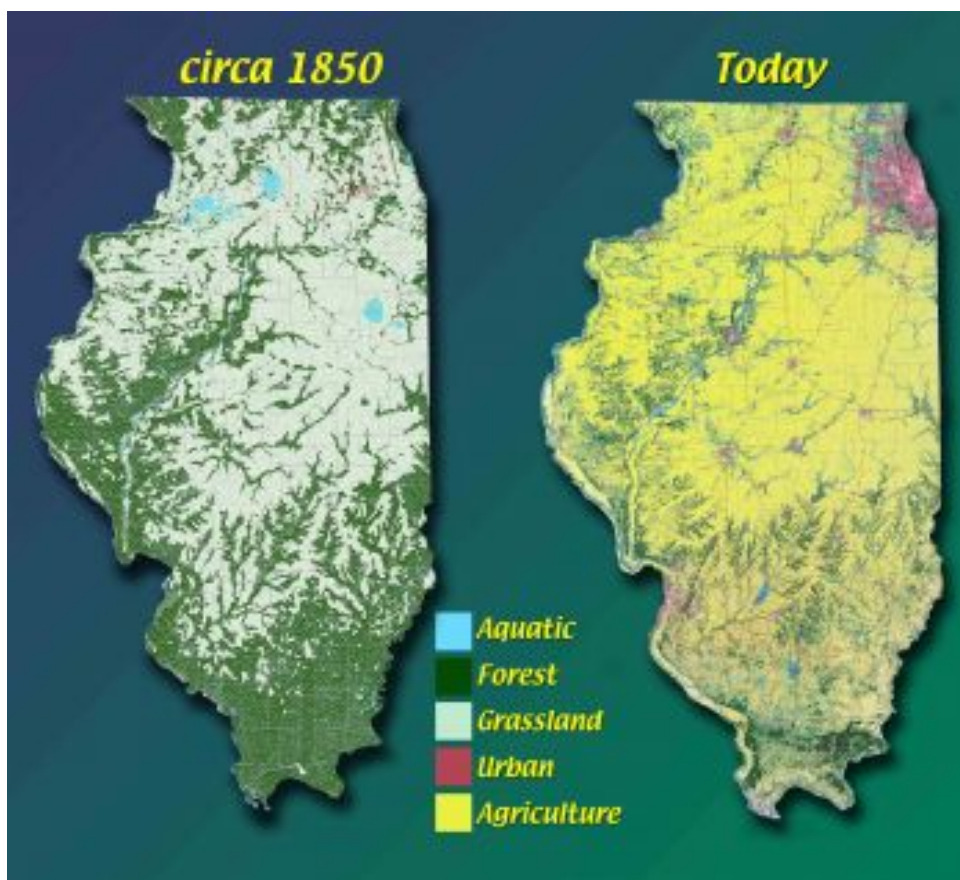 circa 1850
Today
Aquatic
Forest
Grassland
Urban
Agriculture